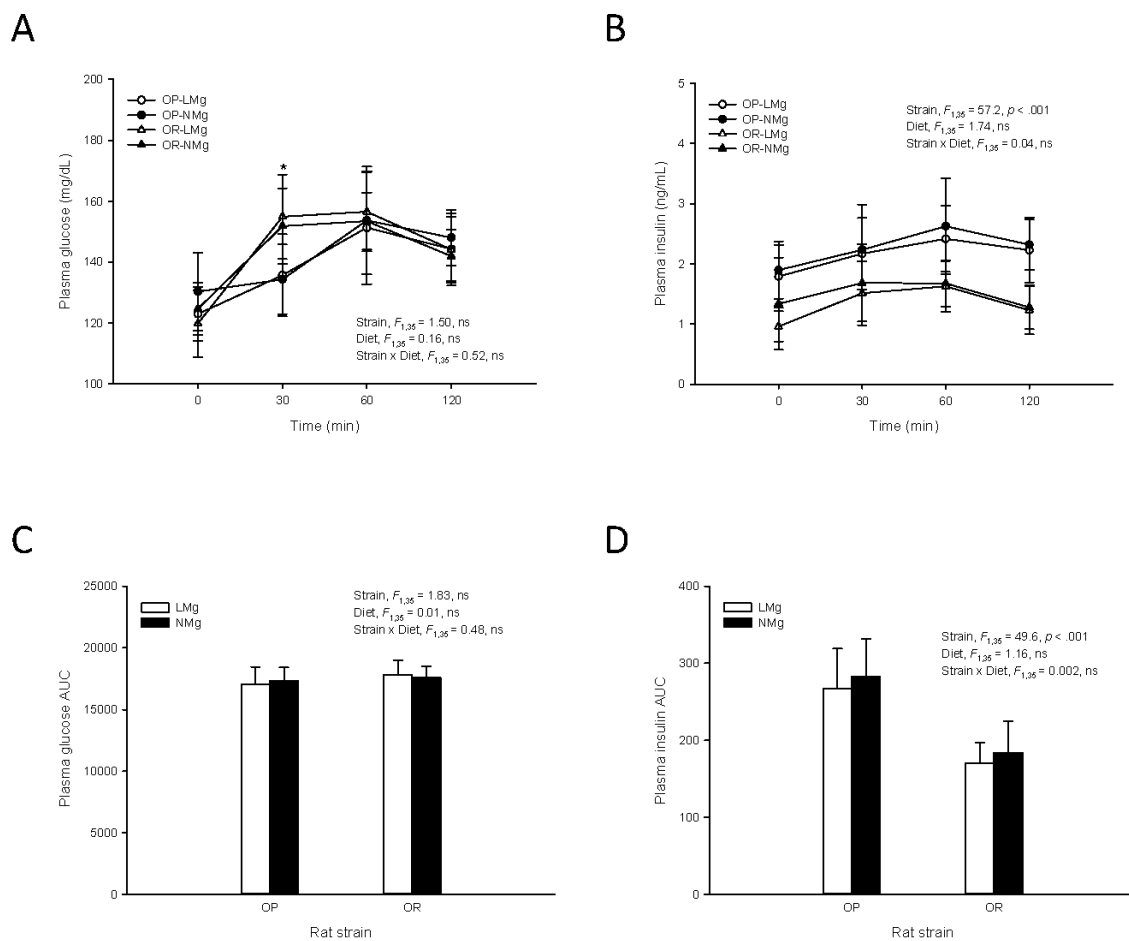 A
Plasma glucose (mg/dL)
200
180
160
140
120
100
OP-LMg
OP-NMg
OR-LMg
OR-NMg
*
Strain, F1,35 = 1.50, ns
Diet, F1,35 = 0.16, ns
Strain x Diet, F1,35 = 0.52, ns
0 30 60 120
Time (min)
B
Plasma insulin (ng/mL)
5
4
3
2
1
0
OP-LMg
OP-NMg
OR-LMg
OR-NMg
Strain, F1,35 = 57.2, p < .001
Diet, F1,35 = 1.74, ns
Strain x Diet, F1,35 = 0.04, ns
0 30 60 120
Time (min)
C
Plasma glucose AUC
25000
20000
15000
10000
5000
0
LMg
NMg
Strain, F1,35 = 1.83, ns
Diet, F1,35 = 0.01, ns
Strain x Diet, F1,35 = 0.48, ns
OP OR
Rat strain
D
Plasma insulin AUC
400
300
200
100
0
LMg
NMg
Strain, F1,35 = 49.6, p < .001
Diet, F1,35 = 1.16, ns
Strain x Diet, F1,35 = 0.002, ns
OP OR
Rat strain